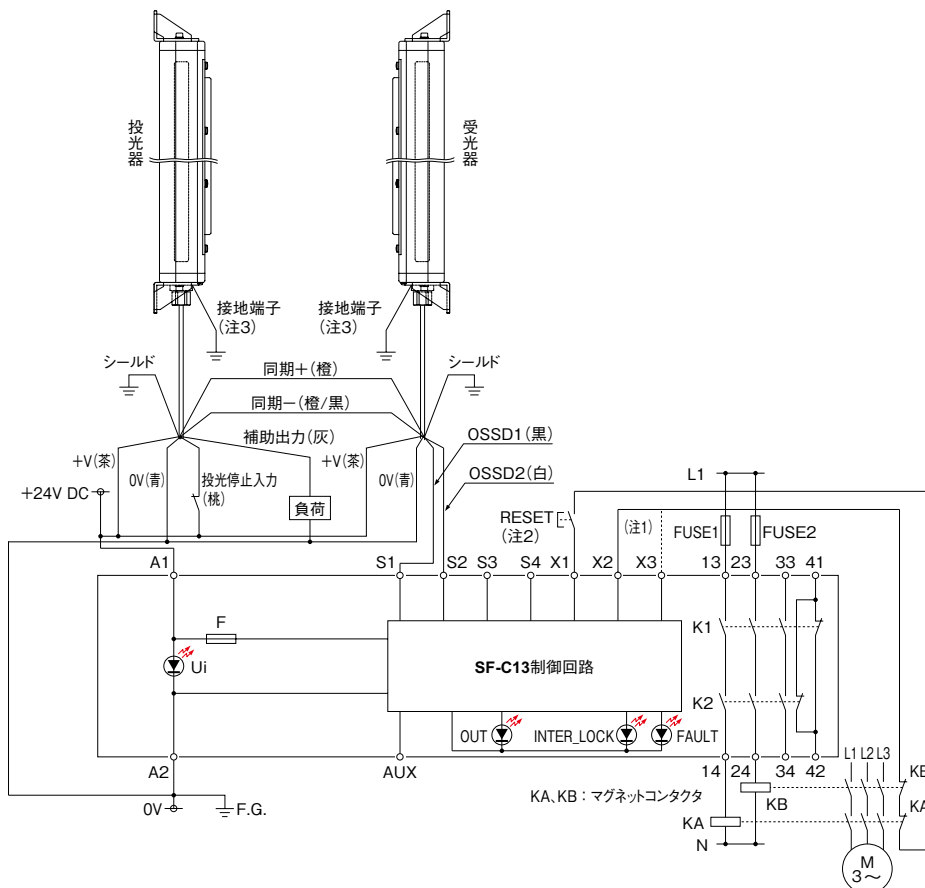 投光器
受光器
接地端子
(注3)
接地端子
(注3)
シールド
シールド
同期+(橙)
同期-(橙/黒)
補助出力(灰)
OSSD1(黒)
OSSD2(白)
+V(茶)
0V(青)
投光停止入力
(桃)
+V(茶)
0V(青)
+24V DC
負荷
RESET
(注2)
(注1)
L1
FUSE1
FUSE2
A1
S1
S2
S3
S4
X1
X2
X3
13
23
33
41
F
Ui
SF-C13制御回路
K1
K2
OUT
INTER_LOCK
FAULT
A2
AUX
14
24
34
42
L1
L2
L3
KA、KB:マグネットコンタクタ
KB
KB
KA
KA
0V
F.G.
N
M
3~